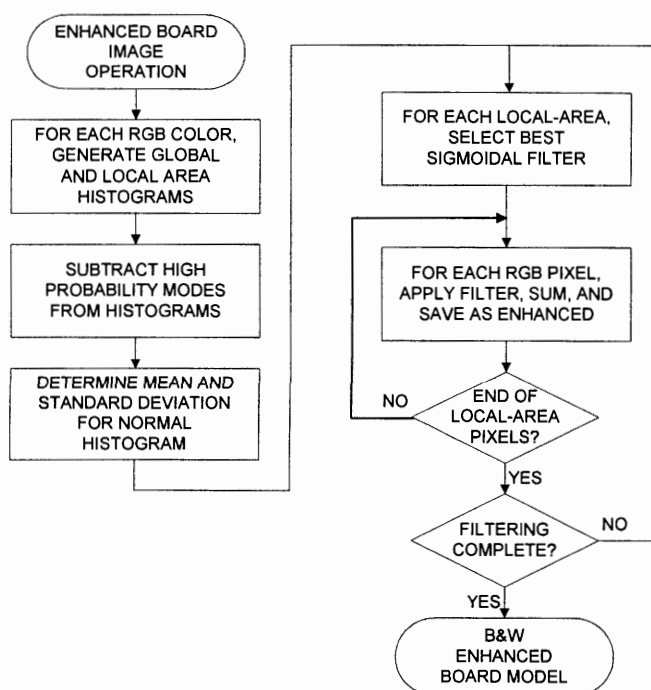 ENHANCED BOARD
IMAGE
OPERATION
FOR EACH RGB COLOR,
GENERATE GLOBAL
AND LOCAL AREA
HISTOGRAMS
SUBTRACT HIGH
PROBABILITY MODES
FROM HISTOGRAMS
DETERMINE MEAN AND
STANDARD DEVIATION
FOR NORMAL
HISTOGRAM
FOR EACH LOCAL-AREA,
SELECT BEST
SIGMOIDAL FILTER
FOR EACH RGB PIXEL,
APPLY FILTER, SUM, AND
SAVE AS ENHANCED
END OF
LOCAL-AREA
PIXELS?
NO
YES
FILTERING
COMPLETE?
NO
YES
B&W
ENHANCED
BOARD MODEL